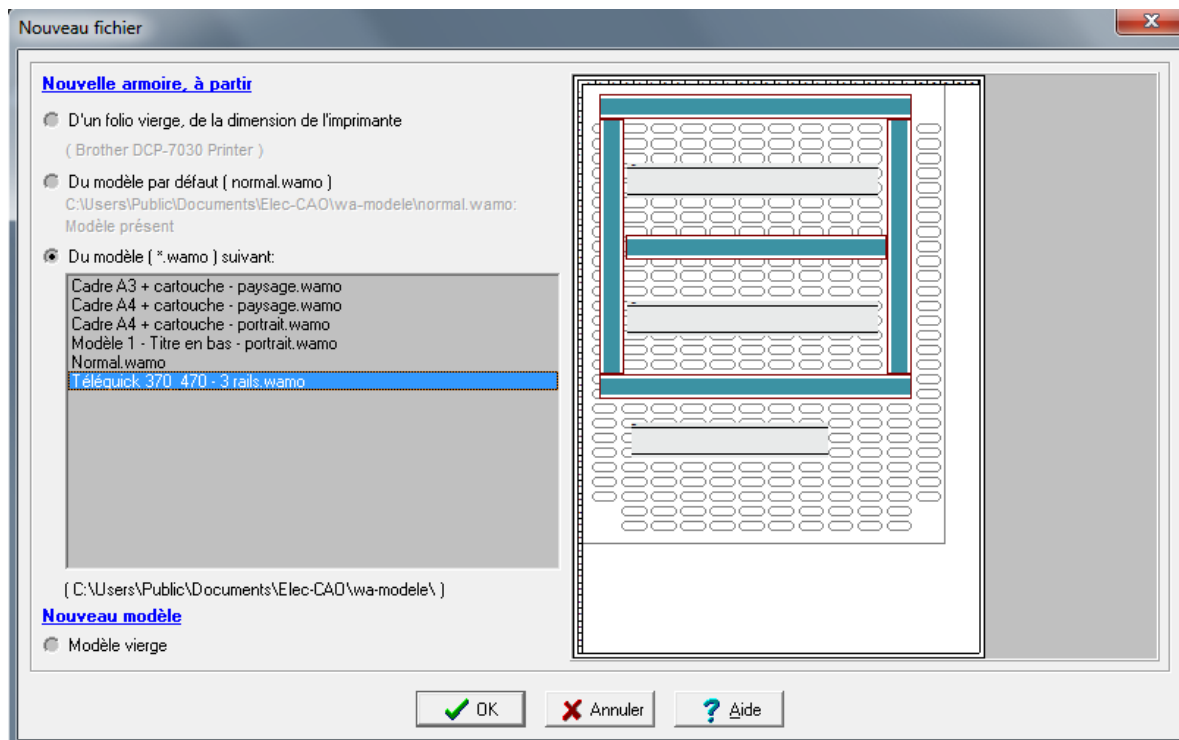 Nouveau fichier
Nouvelle armoire, à partir
D'un folio vierge, de la dimension de l'imprimante
( Brother DCP-7030 Printer )
Du modèle par défaut ( normal.wamo )
C:\Users\Public\Documents\Elec-CAO\wa-modele\normal.wamo:
Modèle présent
Du modèle ( *.wamo ) suivant:
Cadre A3 + cartouche - paysage.wamo
Cadre A4 + cartouche - paysage.wamo
Cadre A4 + cartouche - portrait.wamo
Modèle 1 - Titre en bas - portrait.wamo
Normal.wamo
Téléquick 370_470 - 3 rails.wamo
( C:\Users\Public\Documents\Elec-CAO\wa-modele\ )
Nouveau modèle
Modèle vierge
OK
Annuler
Aide